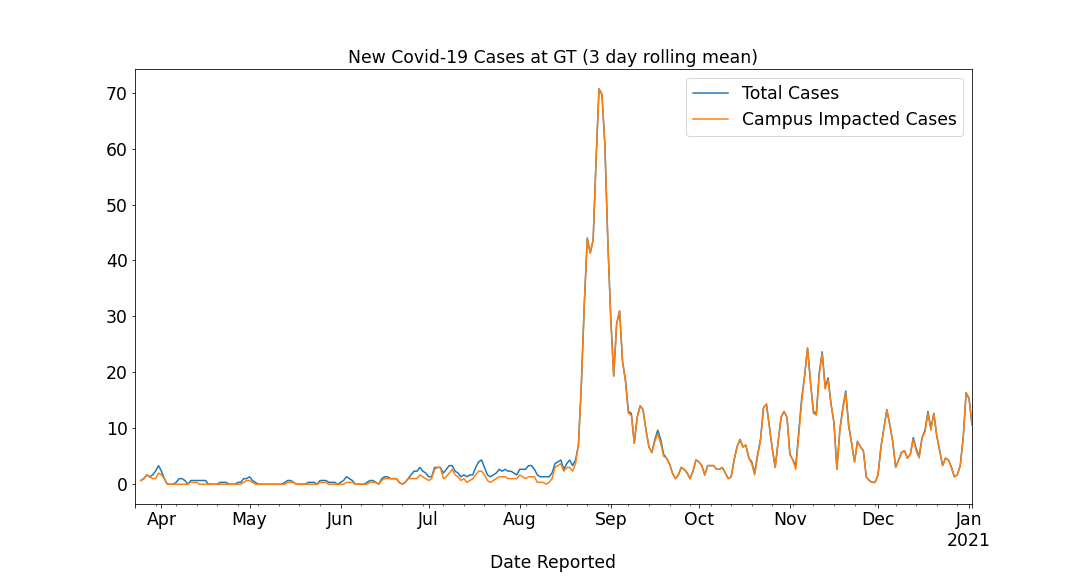 New Covid-19 Cases at GT (3 day rolling mean)
Total Cases
Campus Impacted Cases
70
60
50
40
30
20
10
0
Apr May Jun Jul Aug Sep Oct Nov Dec Jan
2021
Date Reported